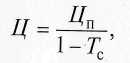 Ц = Цп / (1 − Тс),